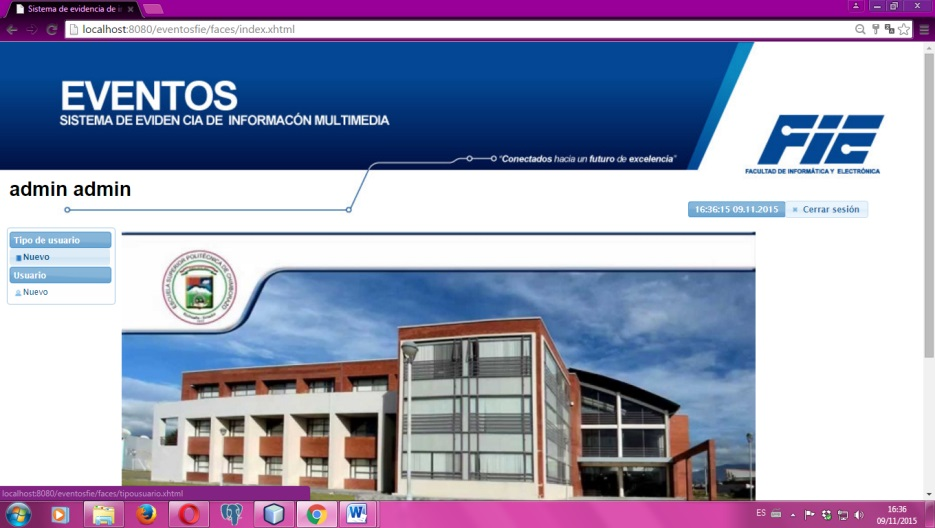 Sistema de evidencia de i
localhost:8080/eventosfie/faces/index.xhtml
EVENTOS
SISTEMA DE EVIDEN CIA DE INFORMACÓN MULTIMEDIA
"Conectados hacia un futuro de excelencia"
FIE
FACULTAD DE INFORMÁTICA Y ELECTRÓNICA
admin admin
16:36:15 09.11.2015
Cerrar sesión
Tipo de usuario
Nuevo
Usuario
Nuevo
ESCUELA SUPERIOR POLITÉCNICA DE CHIMBORAZO
localhost:8080/eventosfie/faces/tipousuario.xhtml
ES
16:36
09/11/2015